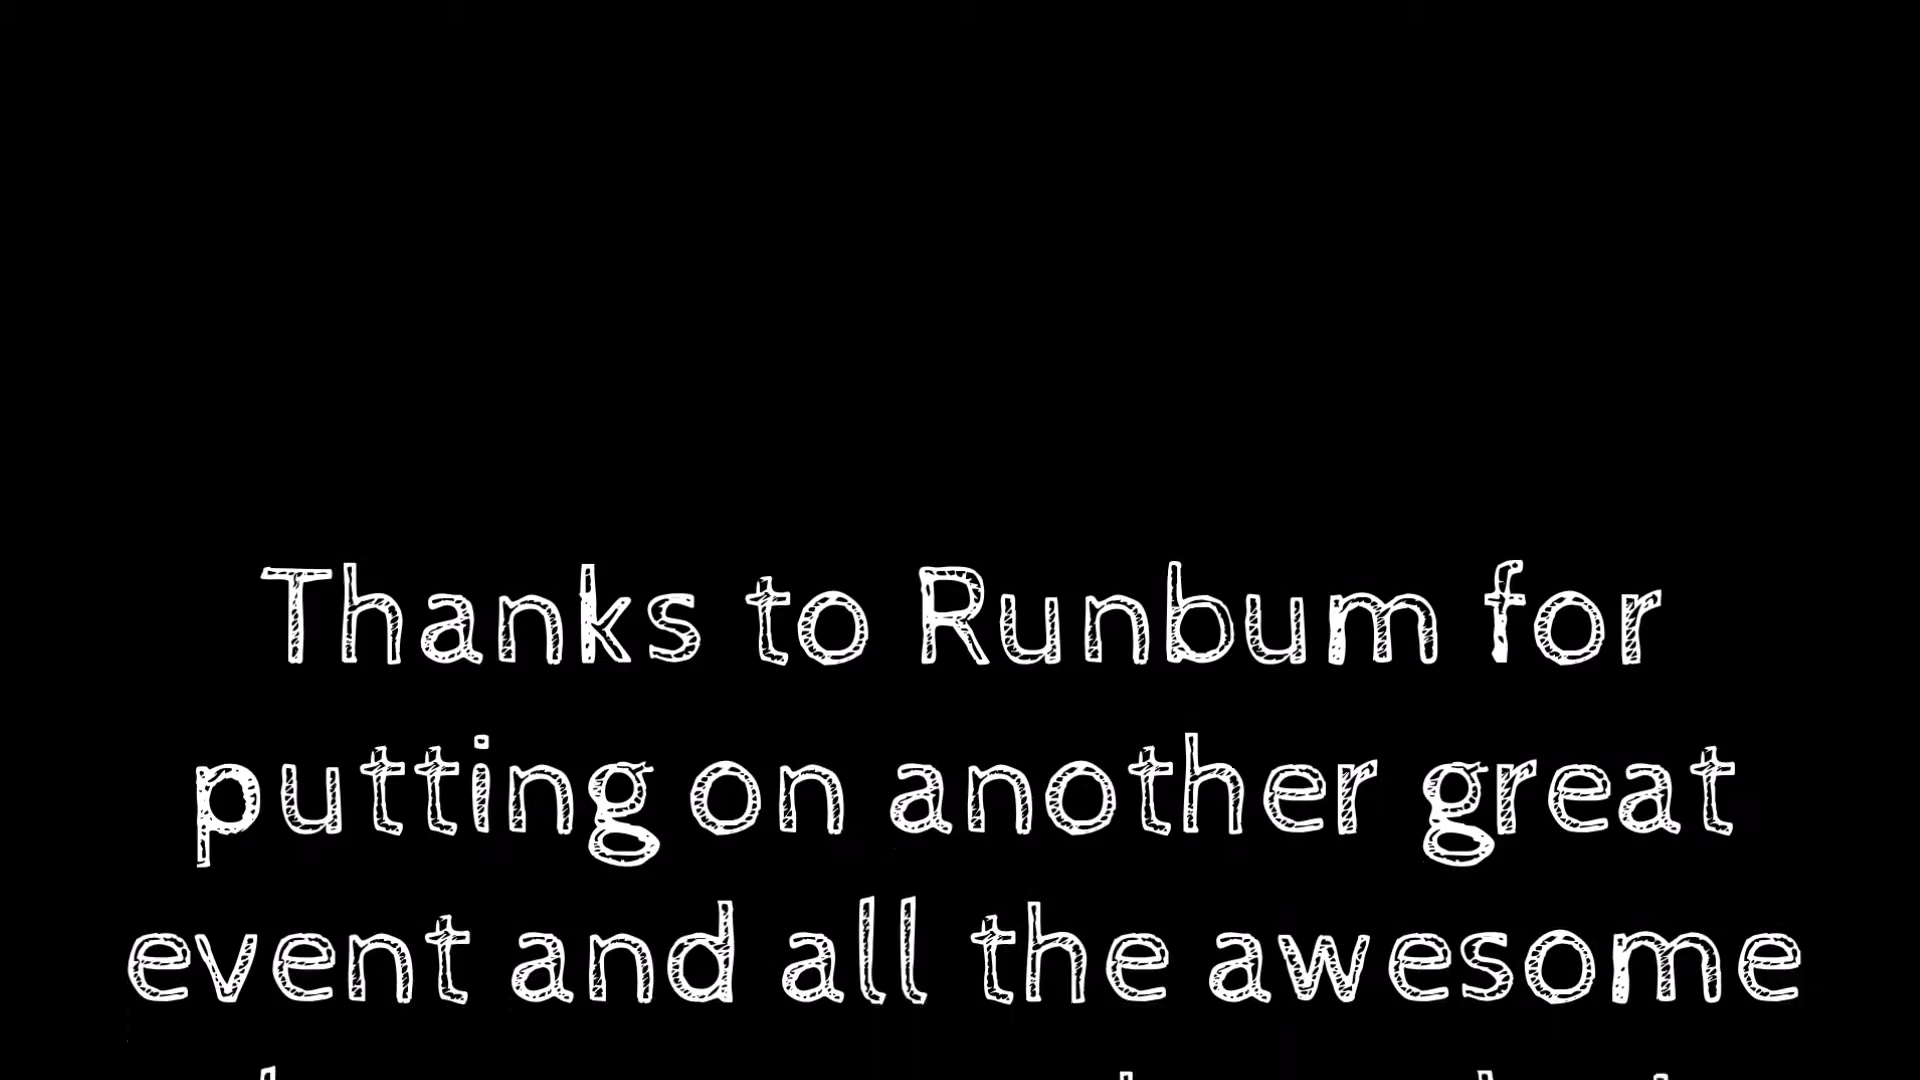 Thanks to Runbum for
putting on another great
event and all the awesome